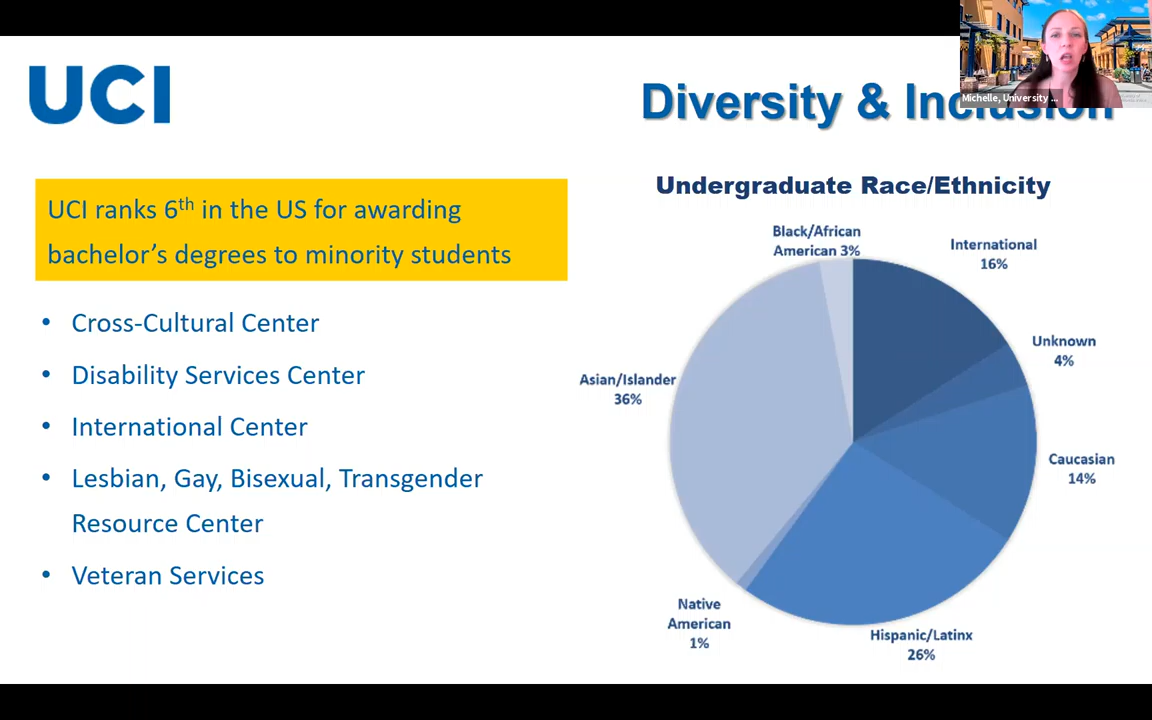 UCI
Diversity & Inclusion
Michelle, University ...
UCI ranks 6th in the US for awarding
bachelor's degrees to minority students
• Cross-Cultural Center
• Disability Services Center
• International Center
• Lesbian, Gay, Bisexual, Transgender
Resource Center
• Veteran Services
Undergraduate Race/Ethnicity
Black/African
American 3%
International
16%
Unknown
4%
Asian/Islander
36%
Caucasian
14%
Native
American
1%
Hispanic/Latinx
26%